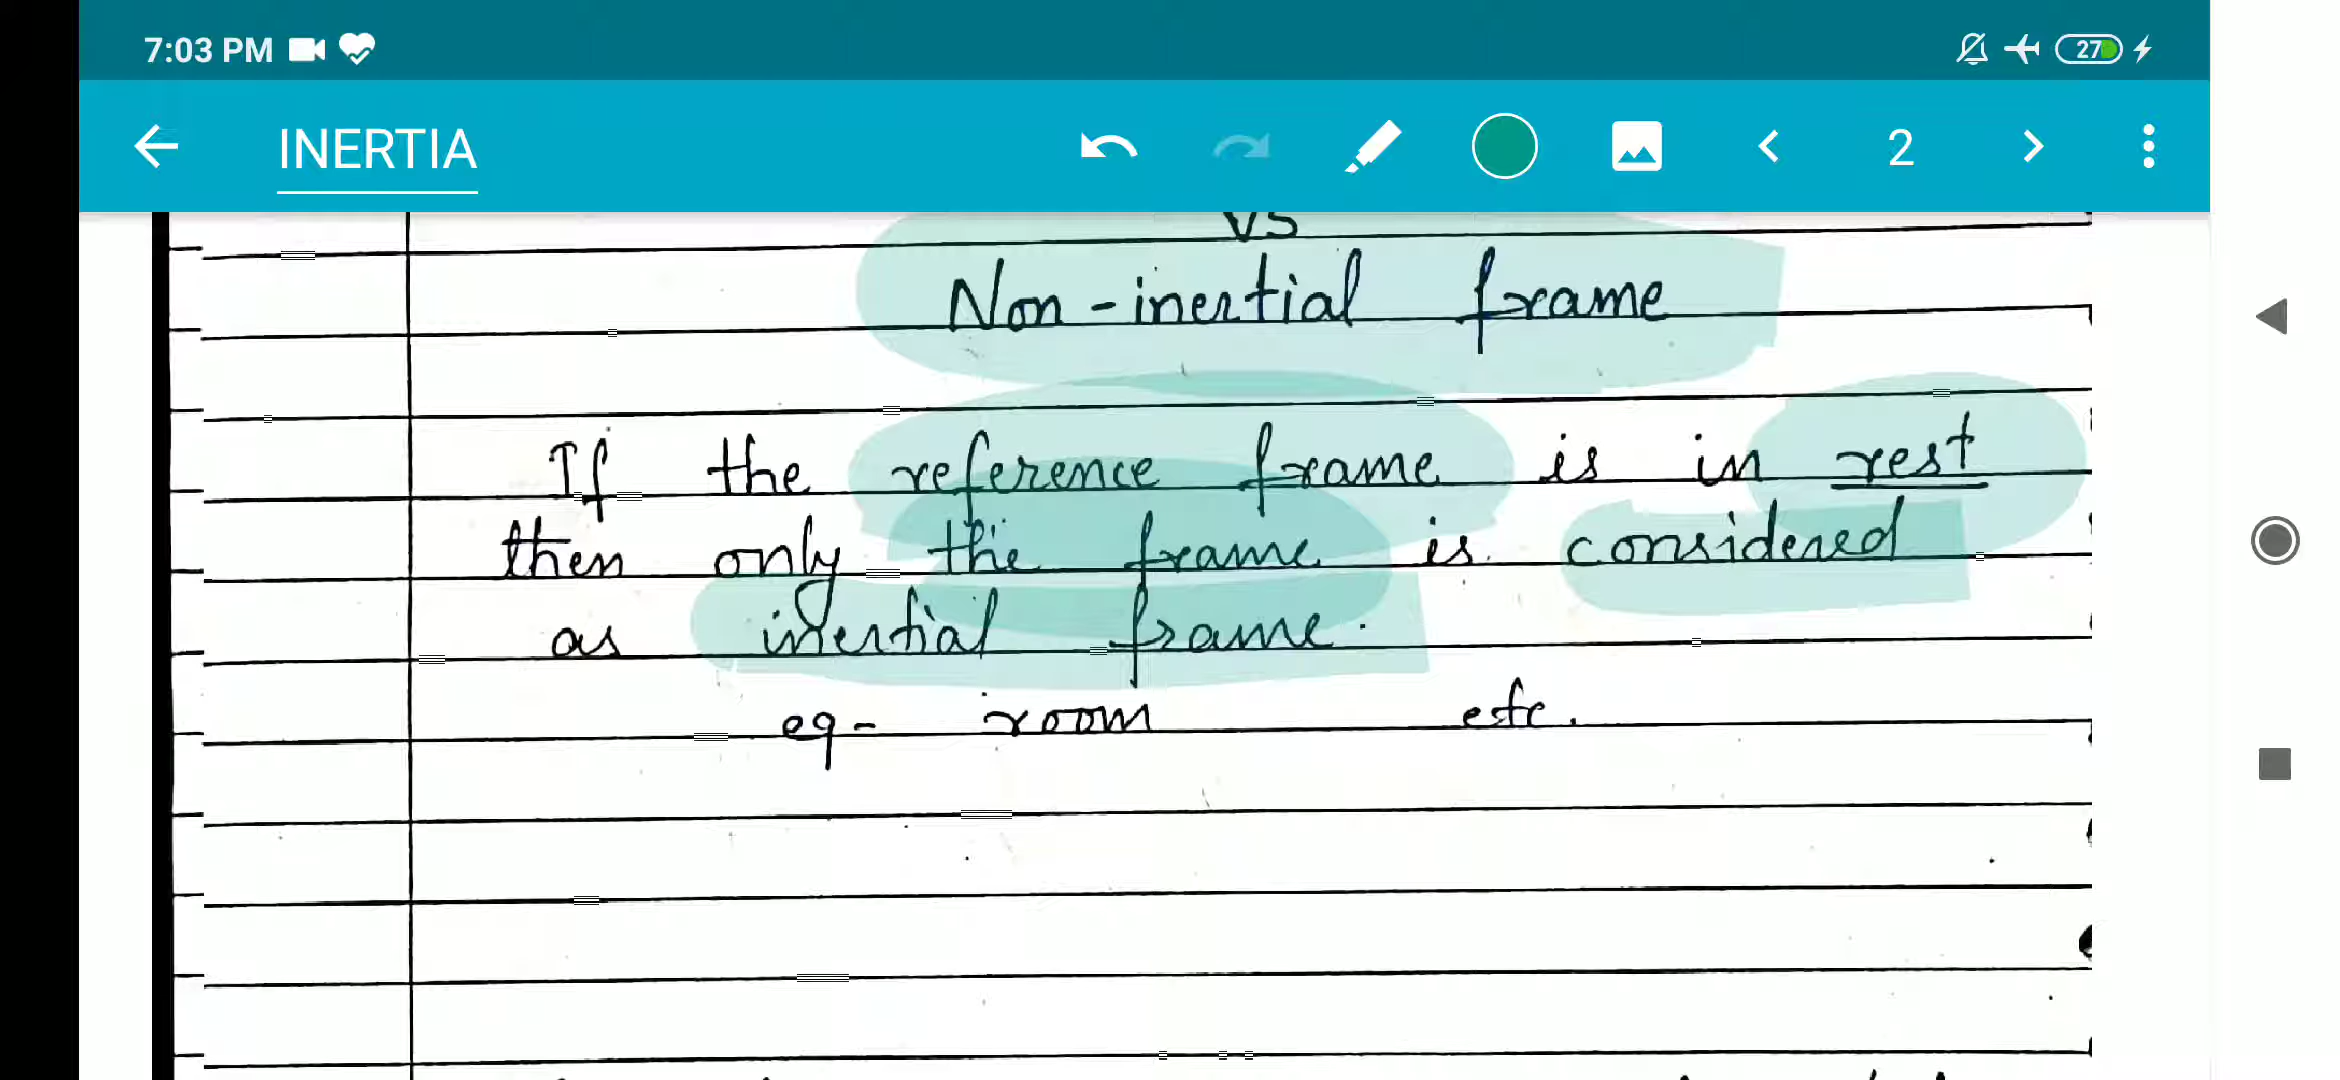 7:03 PM 27
INERTIA 2
vs
Non-inertial frame
If the reference frame is in rest
then only the frame is considered
as inertial frame.
eg- room etc.